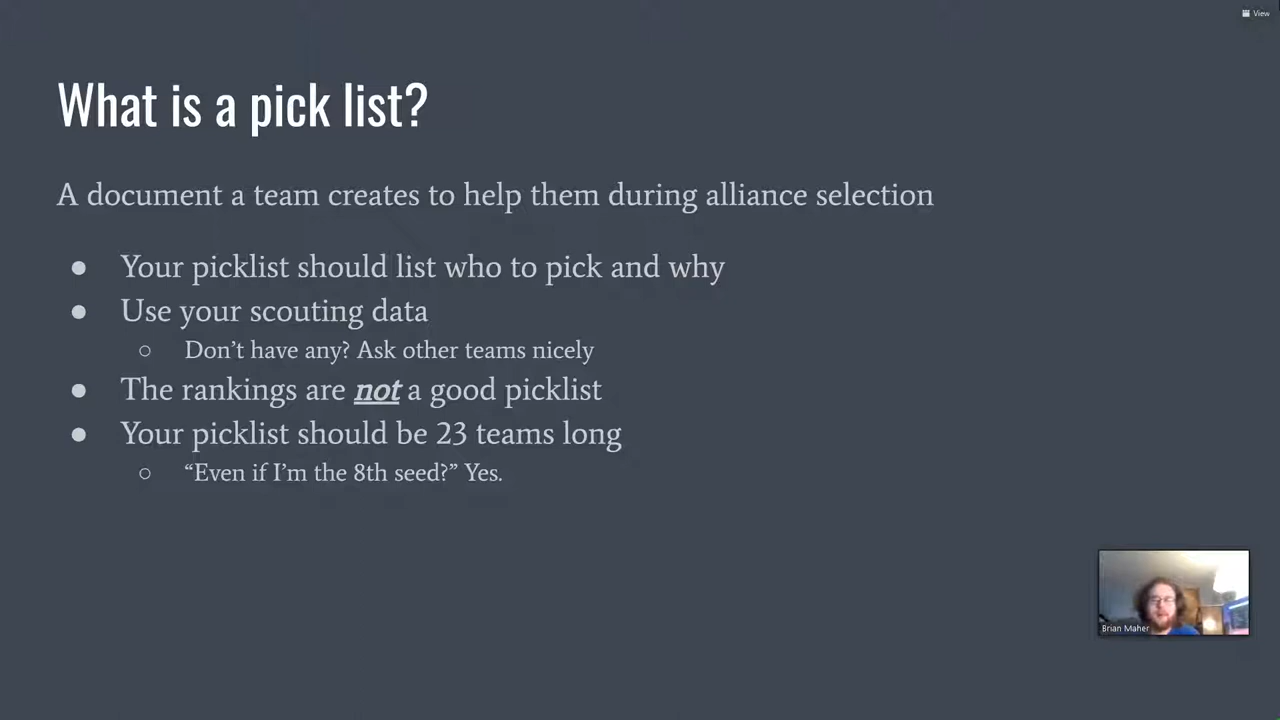 View
What is a pick list?
A document a team creates to help them during alliance selection
● Your picklist should list who to pick and why
● Use your scouting data
○ Don’t have any? Ask other teams nicely
● The rankings are not a good picklist
● Your picklist should be 23 teams long
○ “Even if I’m the 8th seed?” Yes.
Brian Maher